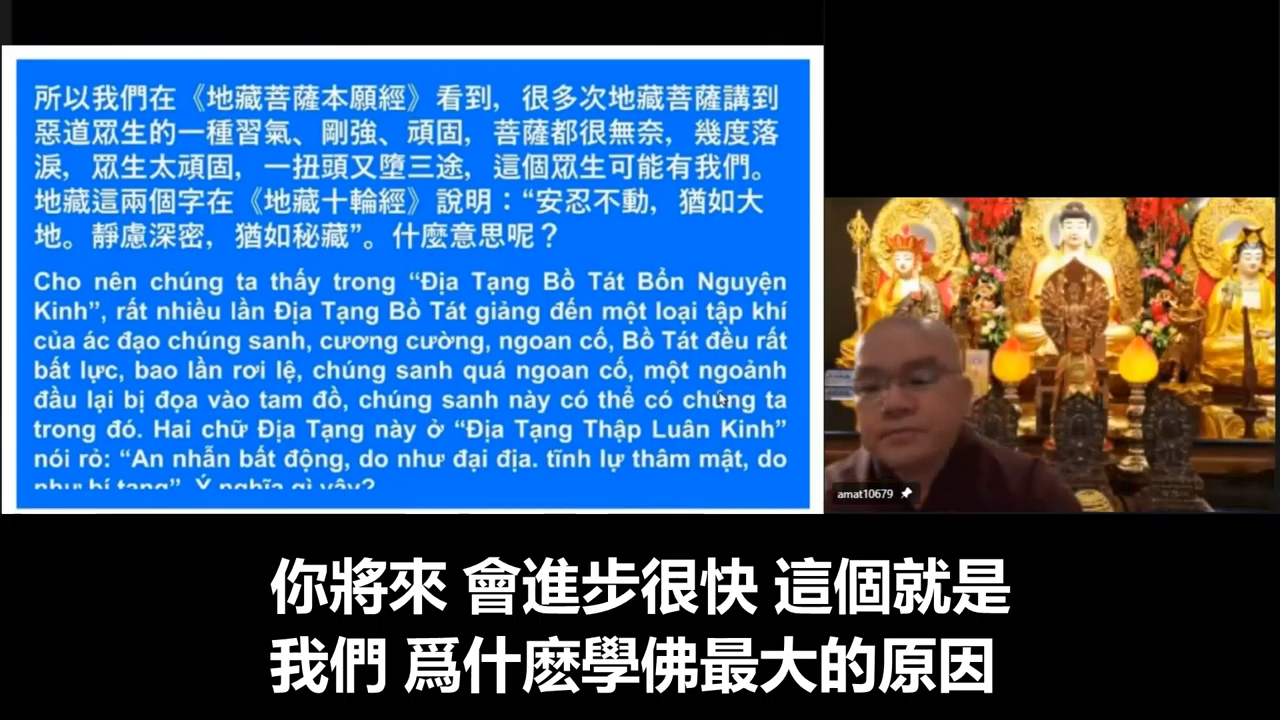 所以我們在《地藏菩薩本願經》看到，很多次地藏菩薩講到
惡道眾生的一種習氣、剛強、頑固，菩薩都很無奈，幾度落
淚，眾生太頑固，一扭頭又墮三途，這個眾生可能有我們。
地藏這兩個字在《地藏十輪經》說明：“安忍不動，猶如大
地。靜慮深密，猶如秘藏”。什麼意思呢？
Cho nên chúng ta thấy trong “Địa Tạng Bồ Tát Bổn Nguyện
Kinh”, rất nhiều lần Địa Tạng Bồ Tát giảng đến một loại tập khí
của ác đạo chúng sanh, cương cường, ngoan cố, Bồ Tát đều rất
bất lực, bao lần rơi lệ, chúng sanh quá ngoan cố, một ngoảnh
đầu lại bị đọa vào tam đồ, chúng sanh này có thể có chúng ta
trong đó. Hai chữ Địa Tạng này ở “Địa Tạng Thập Luân Kinh”
nói rõ: “An nhẫn bất động, do như đại địa. tĩnh lự thâm mật, do
như bí tạng”. Ý nghĩa gì vậy?
amat10679
你將來 會進步很快 這個就是
我們 爲什麽學佛最大的原因